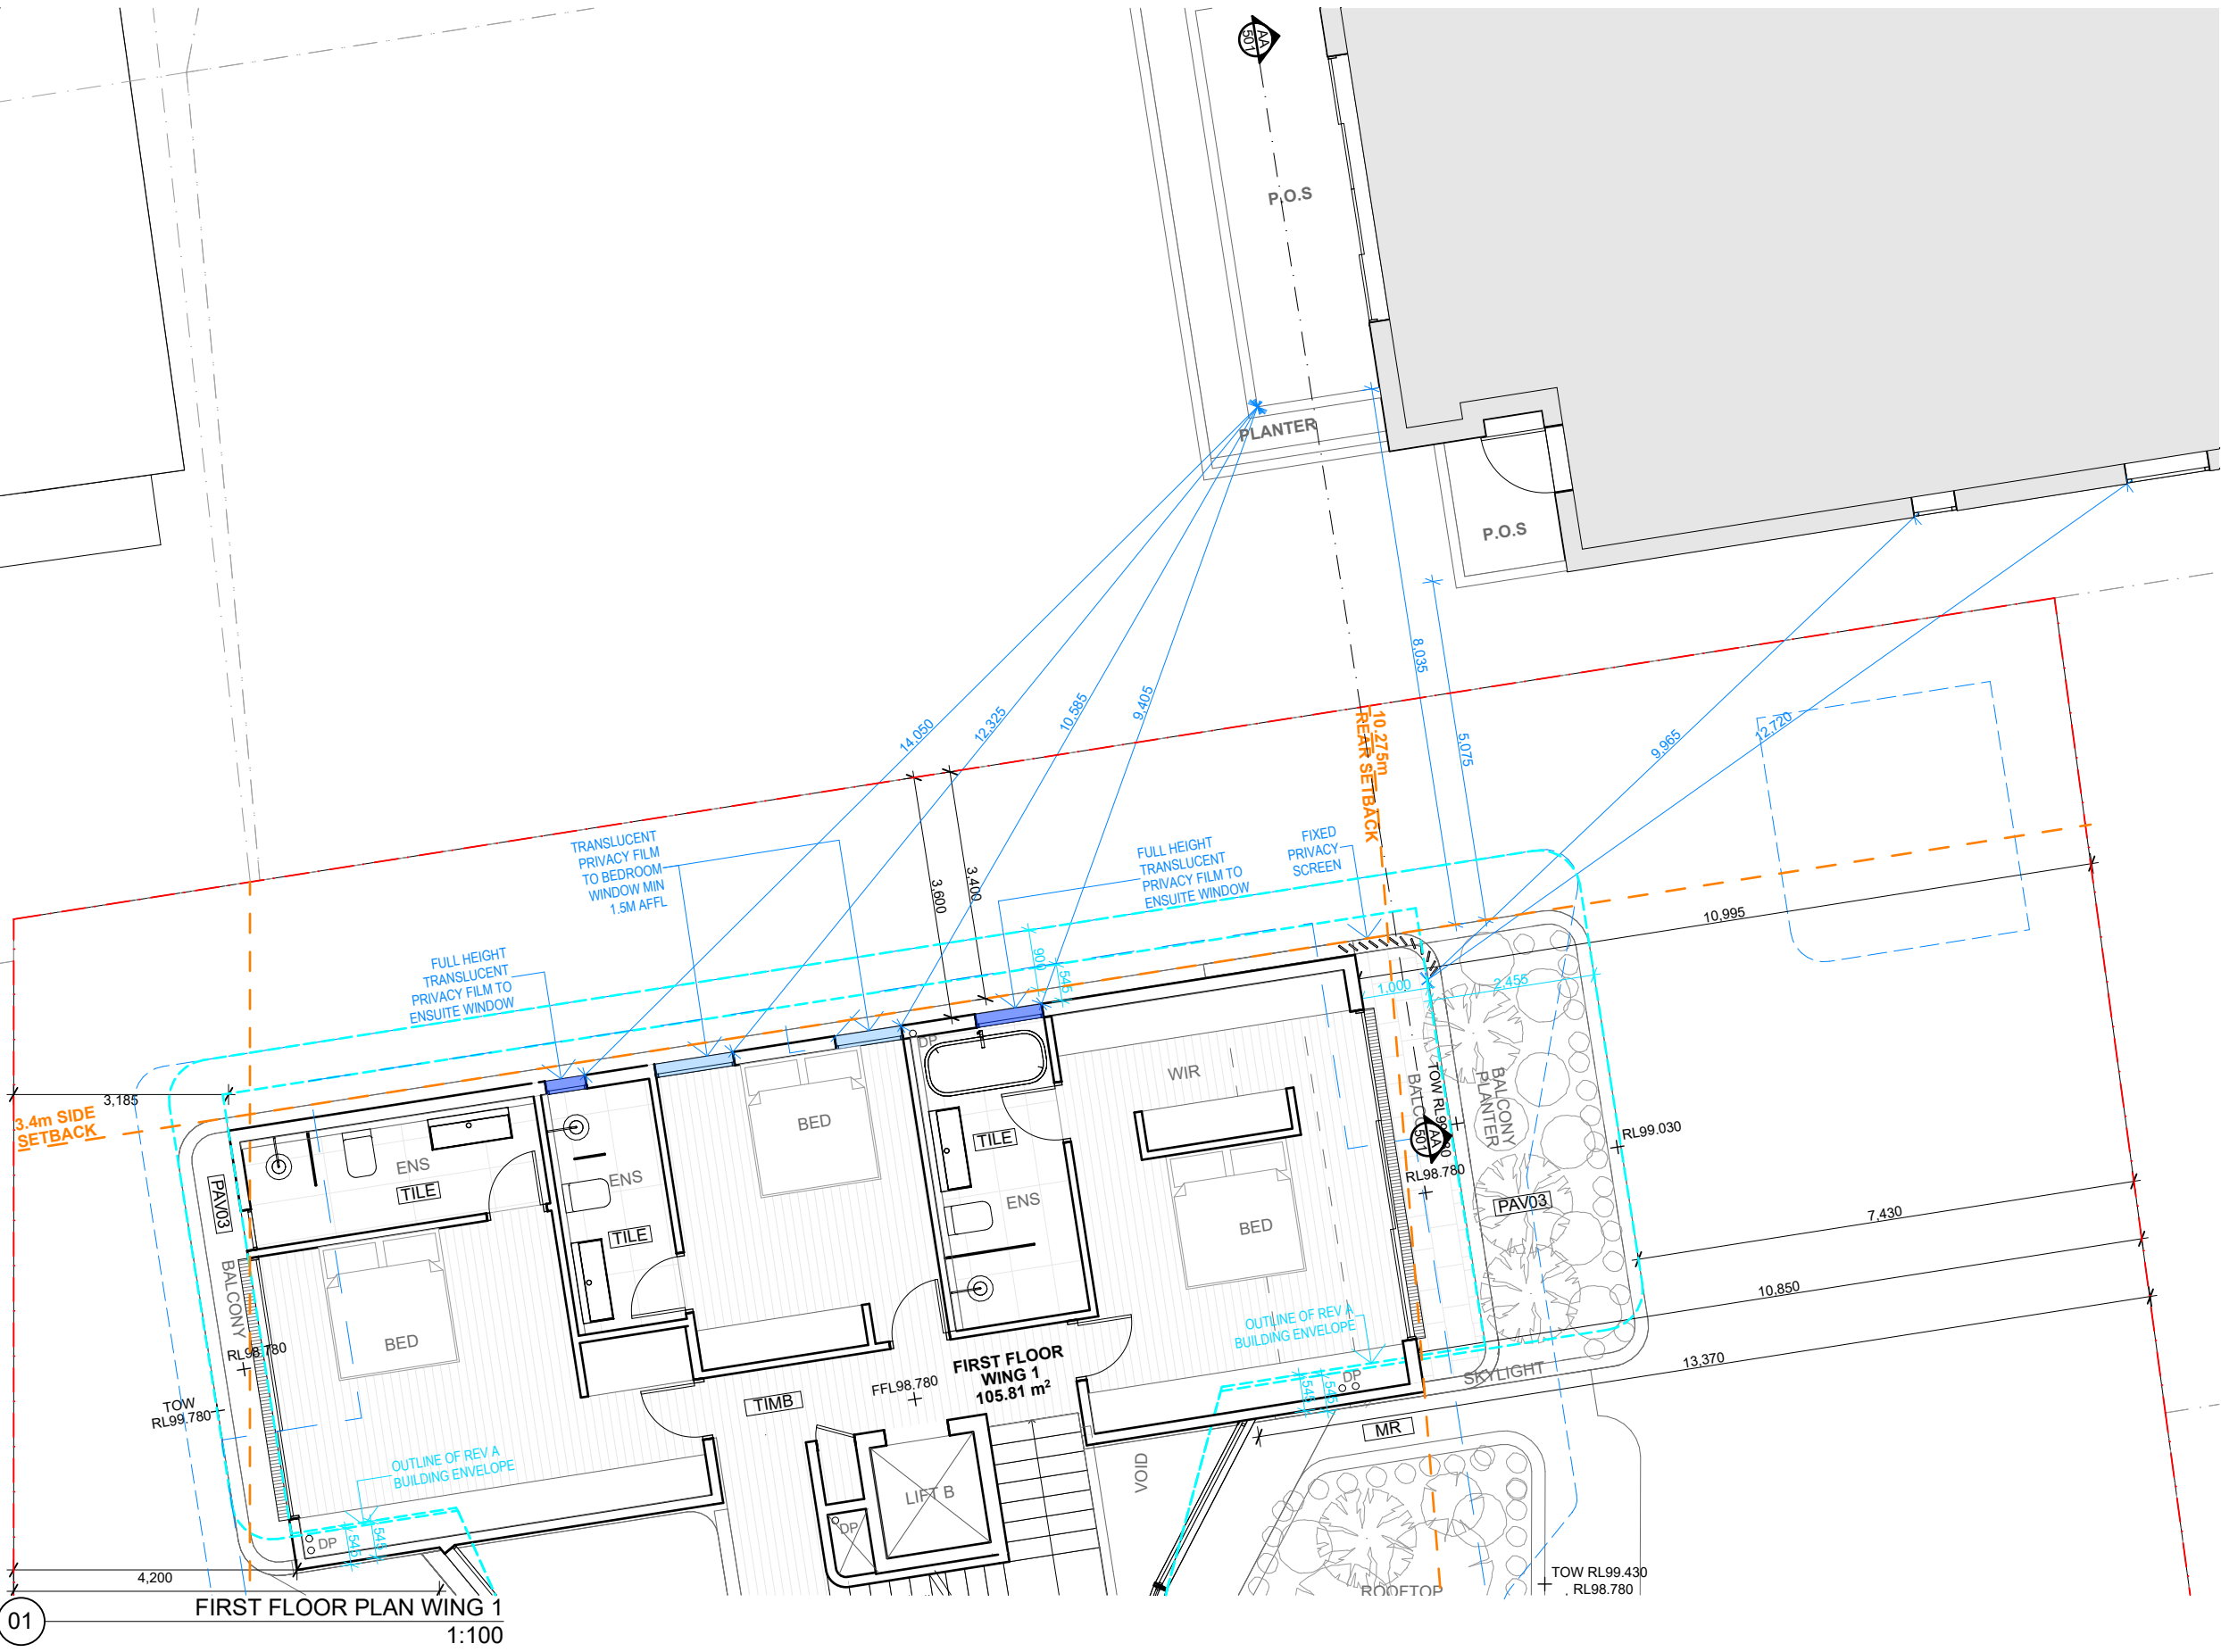 AA
501
P.O.S
PLANTER
P.O.S
8,035
5,075
14,050
12,325
10,585
9,405
9,965
12,720
10.275m
REAR SETBACK
TRANSLUCENT
PRIVACY FILM
TO BEDROOM
WINDOW MIN
1.5M AFFL
3,600
3,400
FULL HEIGHT
TRANSLUCENT
PRIVACY FILM TO
ENSUITE WINDOW
FIXED
PRIVACY
SCREEN
FULL HEIGHT
TRANSLUCENT
PRIVACY FILM TO
ENSUITE WINDOW
10,995
900
545
1,000
2,455
3,185
3.4m SIDE
SETBACK
DP
WIR
BED
ENS
TILE
ENS
TILE
TILE
ENS
BED
BED
PAV03
BALCONY
RL98.780
TOW
RL99.780
BALCONY
PLANTER
AA
501
RL98.780
RL99.030
PAV03
7,430
10,850
13,370
OUTLINE OF REV A
BUILDING ENVELOPE
FIRST FLOOR
WING 1
105.81 m²
FFL98.780
TIMB
545
545
DP
SKYLIGHT
MR
VOID
LIFT B
DP
OUTLINE OF REV A
BUILDING ENVELOPE
545
545
DP
4,200
ROOFTOP
TOW RL99.430
RL98.780
01
FIRST FLOOR PLAN WING 1
1:100